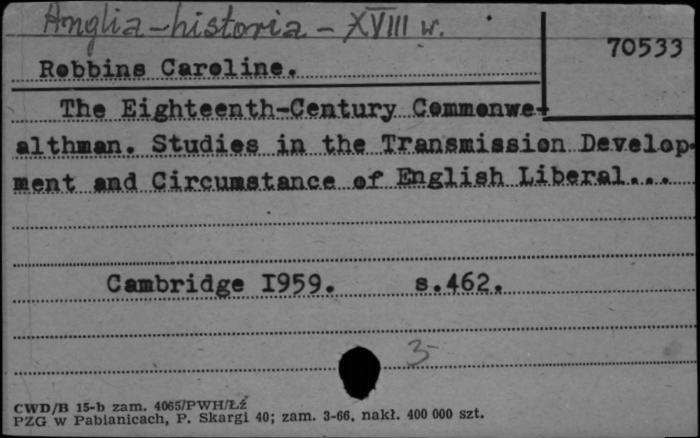 Anglia - historia - XVIII w.
70533
Robbins Caroline.
The Eighteenth-Century Commonwe-
althman. Studies in the Transmission Develop-
ment and Circumstance of English Liberal...
Cambridge I959. s.462.
3
CWD/B 15-b zam. 4065/PWH/Łź
PZG w Pabianicach, P. Skargi 40; zam. 3-66, nakł. 400 000 szt.